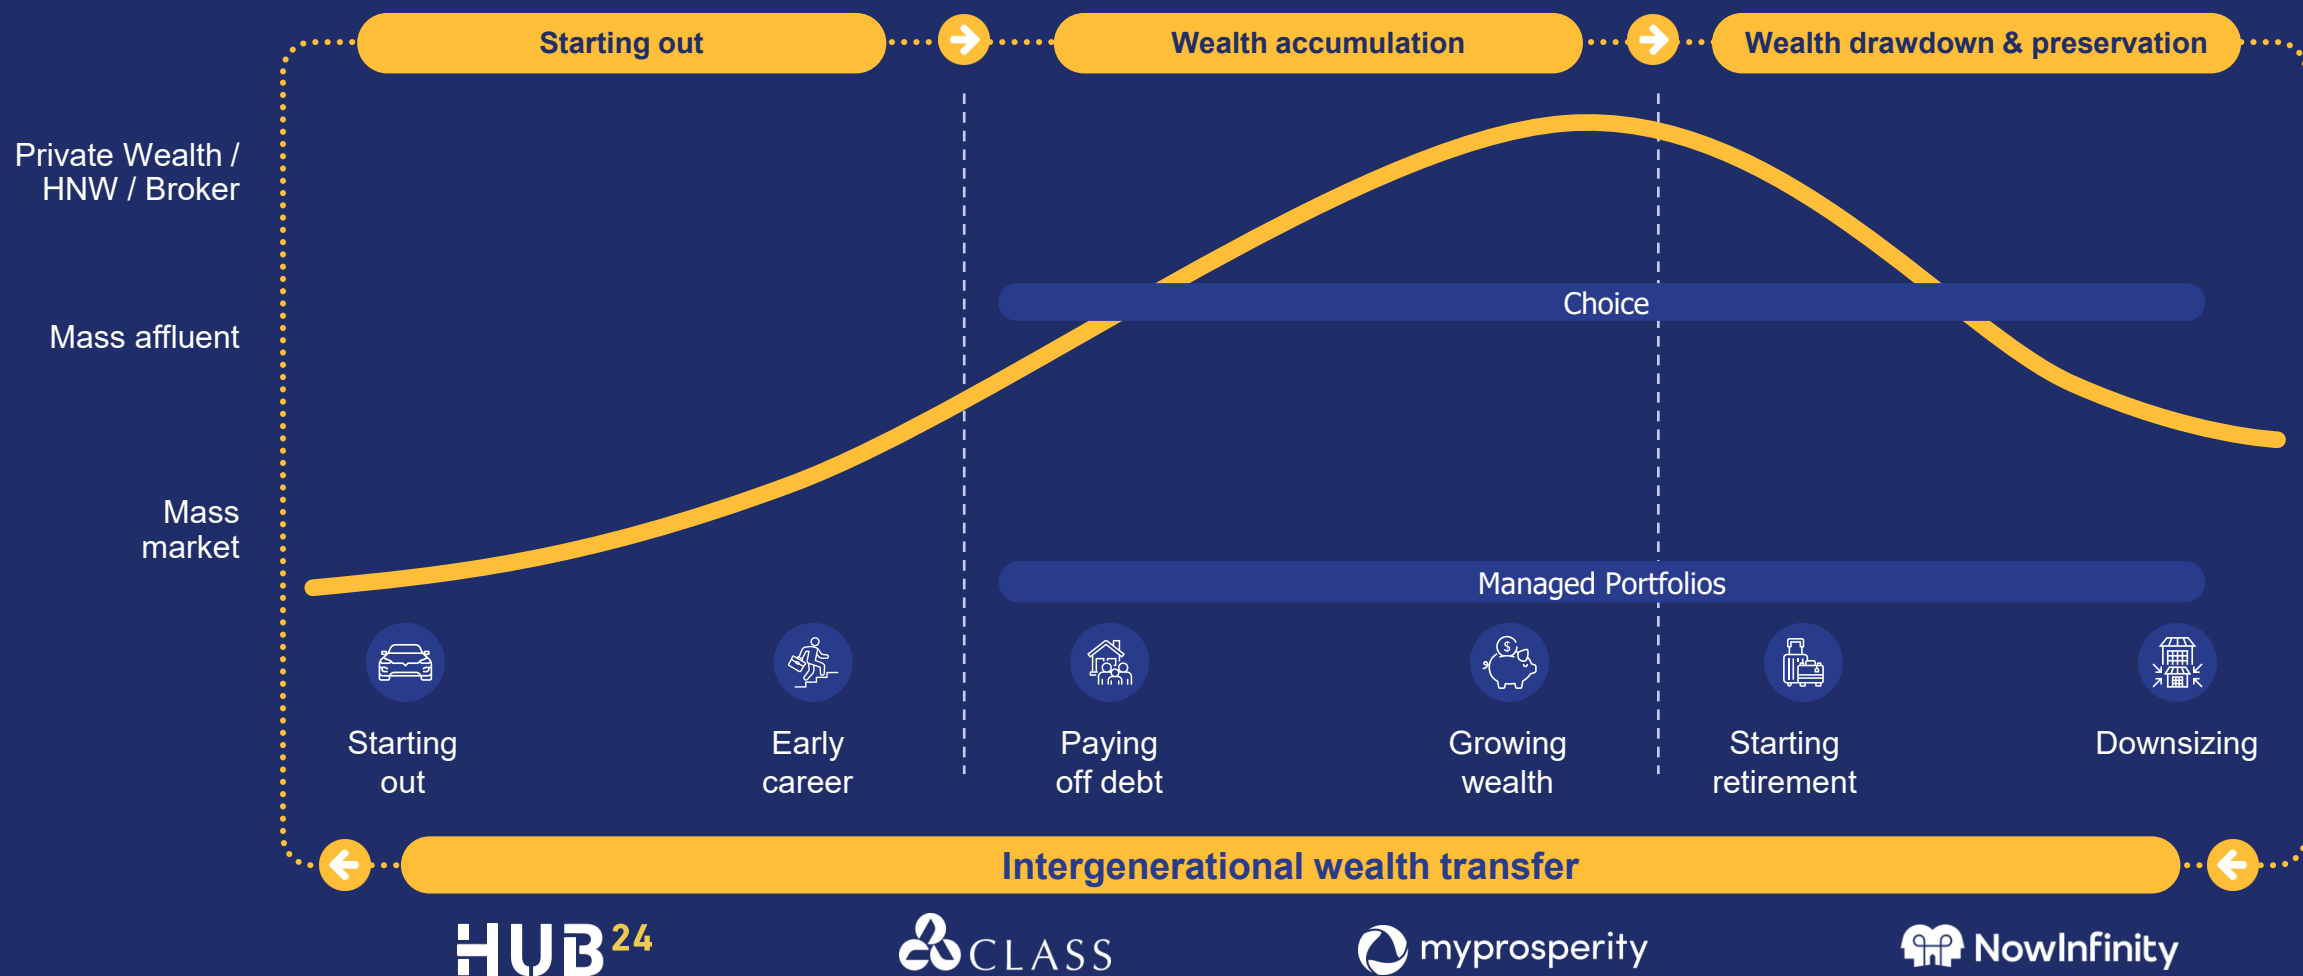 Starting out
Wealth accumulation
Wealth drawdown & preservation
Private Wealth /
HNW / Broker
Choice
Mass affluent
Mass
market
Managed Portfolios
$
Starting
out
Early
career
Paying
off debt
Growing
wealth
Starting
retirement
Downsizing
Intergenerational wealth transfer
HUB24
CLASS
myprosperity
NowInfinity